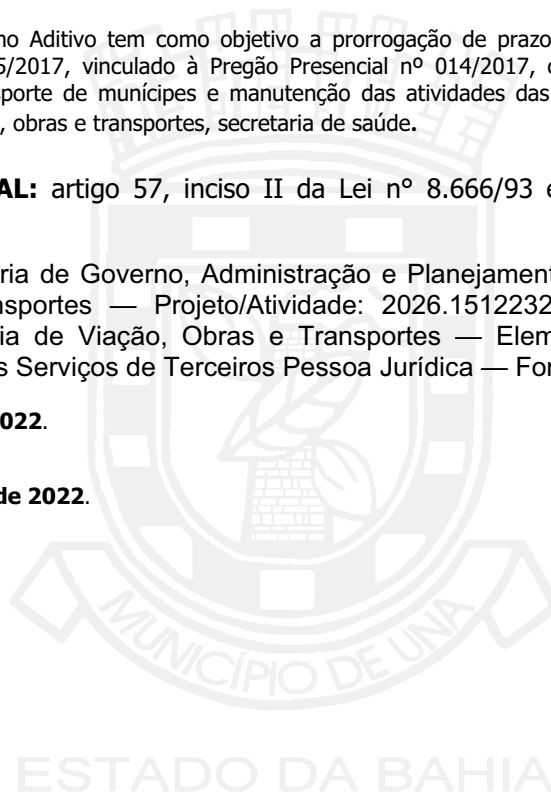 no Aditivo tem como objetivo a prorrogação de prazo
5/2017, vinculado à Pregão Presencial nº 014/2017,
sporte de munícipes e manutenção das atividades das
, obras e transportes, secretaria de saúde.
AL: artigo 57, inciso II da Lei n° 8.666/93 e
ria de Governo, Administração e Planejament
nsportes — Projeto/Atividade: 2026.1512232
ia de Viação, Obras e Transportes — Elem
s Serviços de Terceiros Pessoa Jurídica — For
022.
de 2022.
MUNICÍPIO DE UNA
ESTADO DA BAHIA